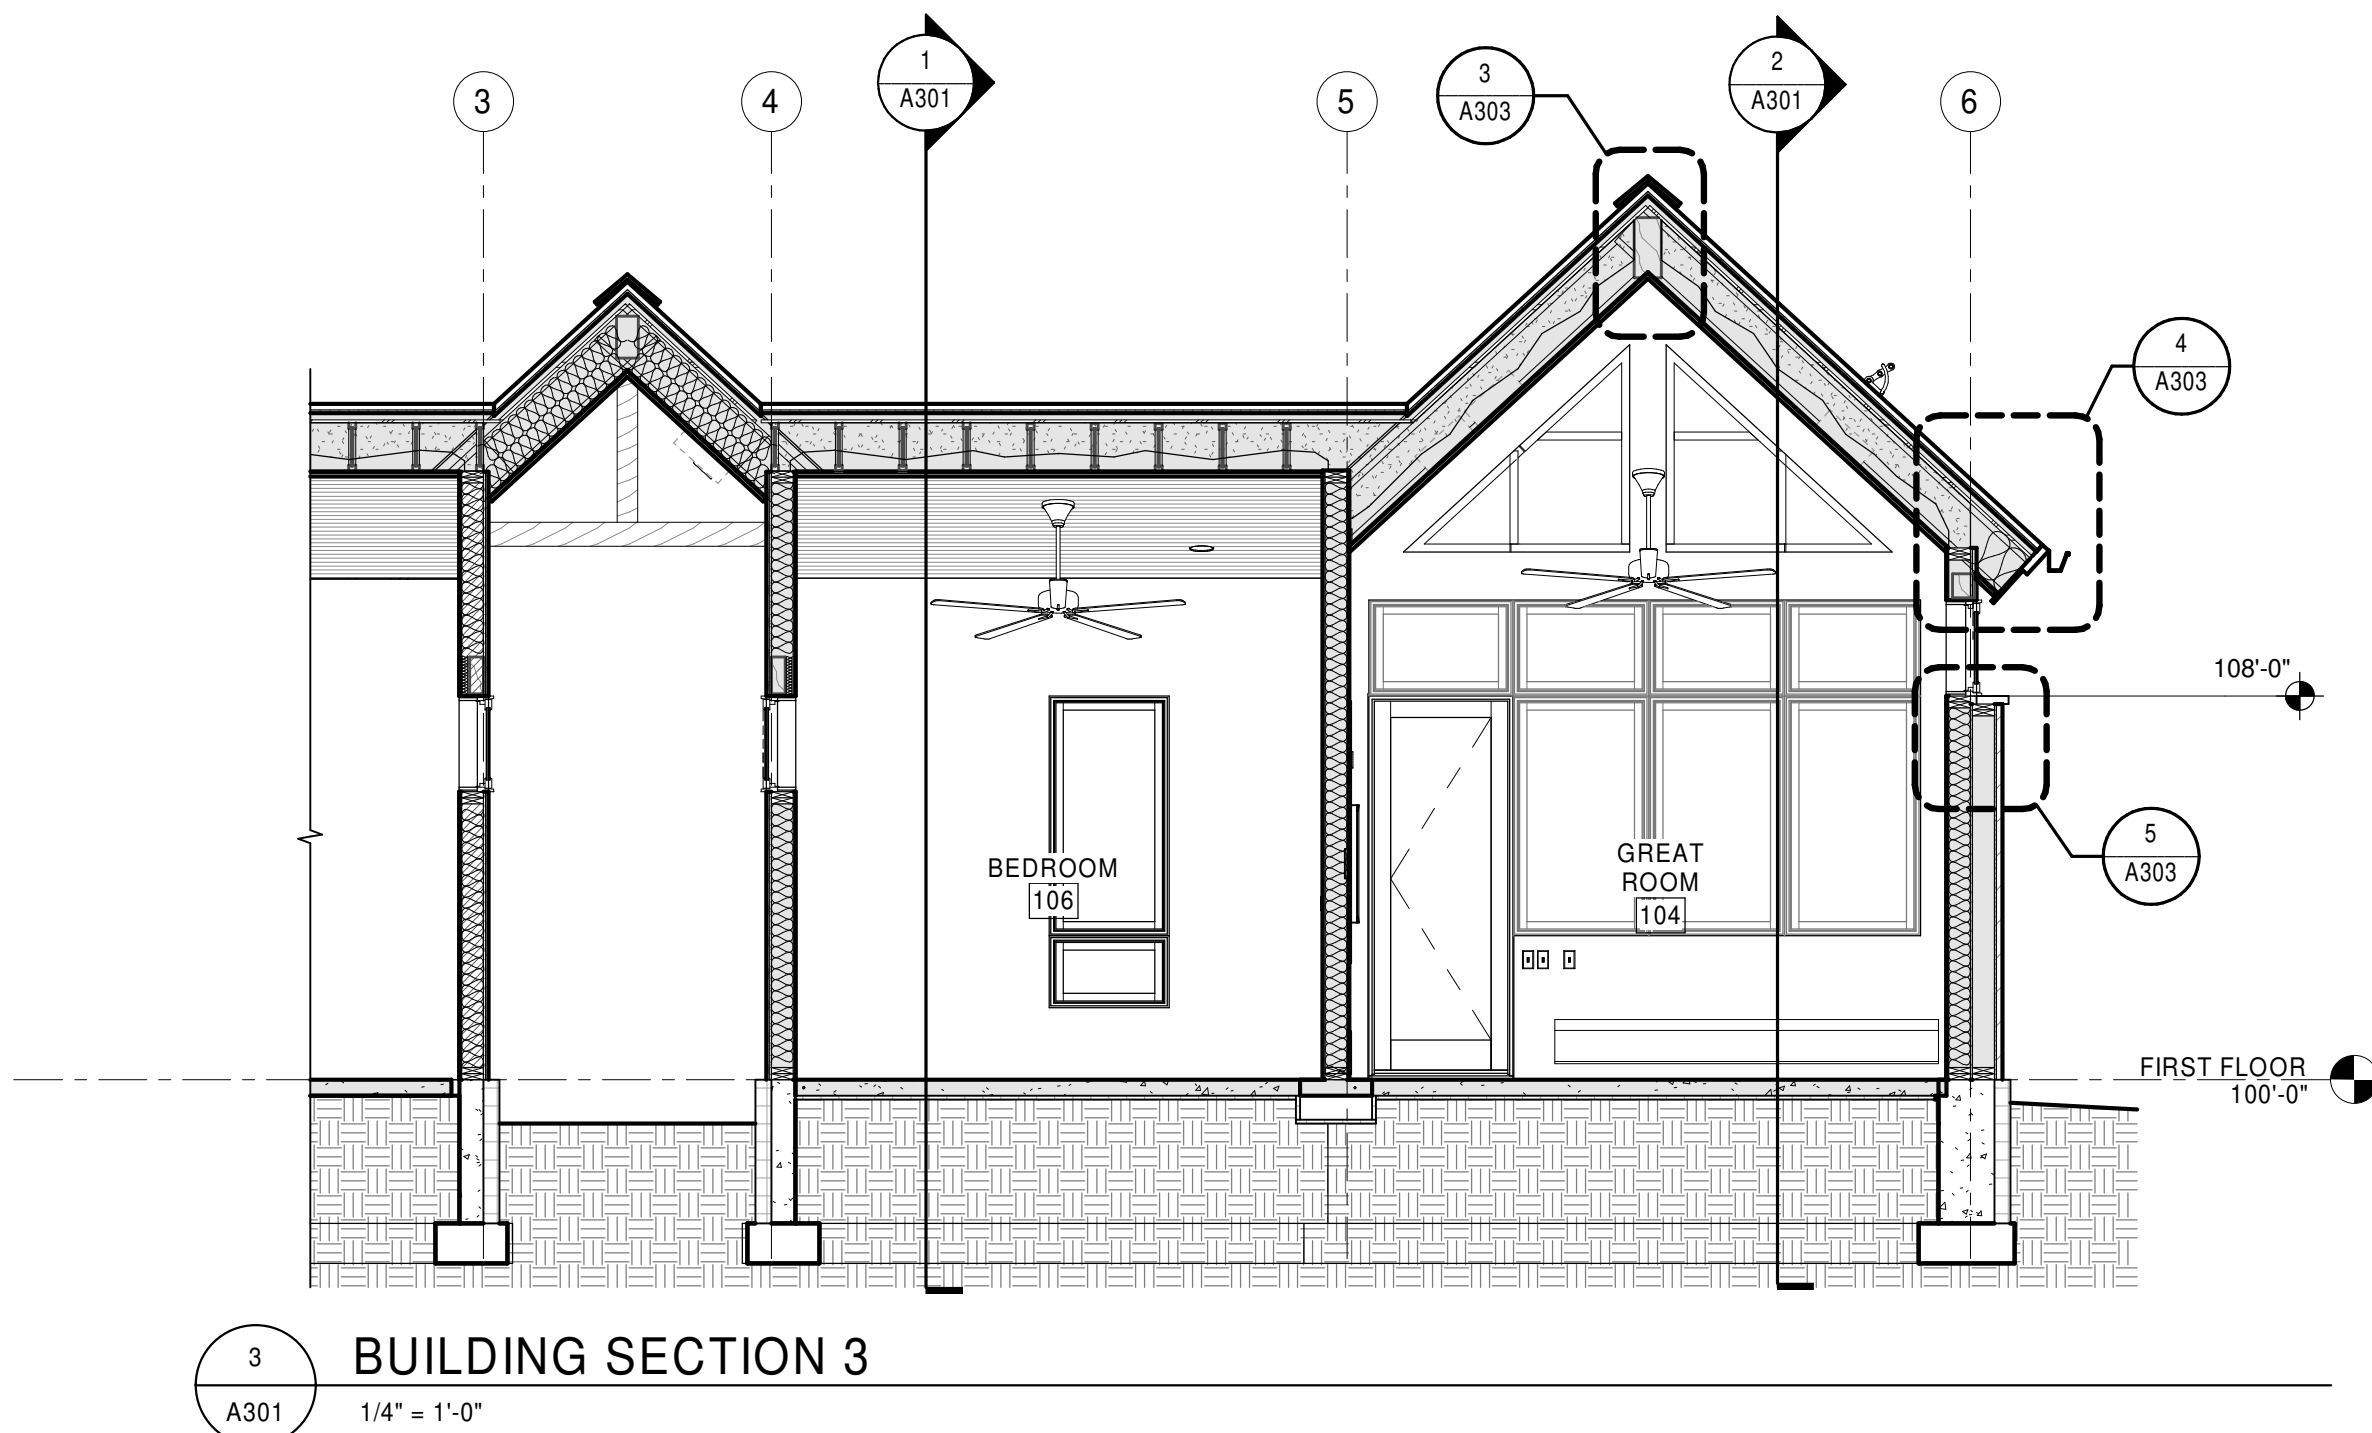 1
A301
3
A303
2
A301
3
4
5
6
4
A303
108'-0"
5
A303
BEDROOM
106
GREAT
ROOM
104
FIRST FLOOR
100'-0"
3
A301
BUILDING SECTION 3
1/4" = 1'-0"